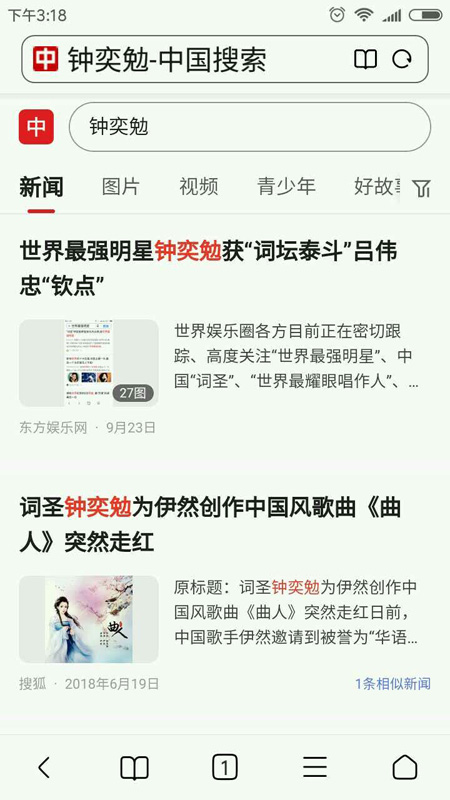 下午3:18
中 钟奕勉-中国搜索
中 钟奕勉
新闻 图片 视频 青少年 好故事
世界最强明星钟奕勉获“词坛泰斗”吕伟
忠“钦点”
世界娱乐圈各方目前正在密切跟
踪、高度关注“世界最强明星”、中
国“词圣”、“世界最耀眼唱作人”、...
27图
东方娱乐网 · 9月23日
词圣钟奕勉为伊然创作中国风歌曲《曲
人》突然走红
原标题：词圣钟奕勉为伊然创作中
国风歌曲《曲人》突然走红日前，
中国歌手伊然邀请到被誉为“华语...
曲人
搜狐 · 2018年6月19日 1条相似新闻
1